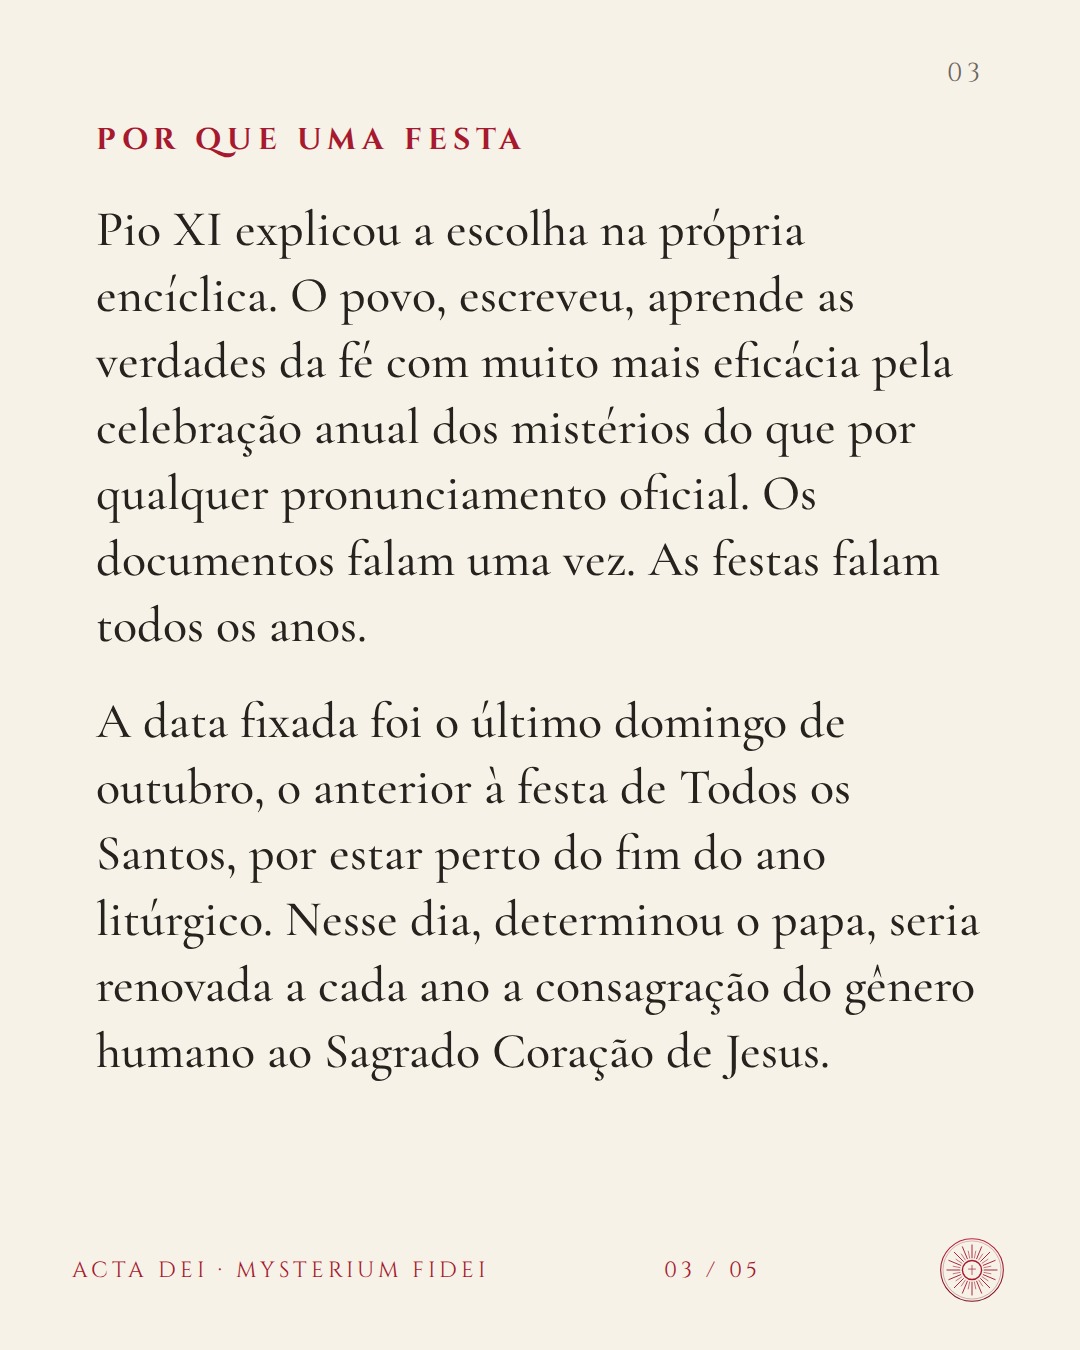 03
POR QUE UMA FESTA
Pio XI explicou a escolha na própria
encíclica. O povo, escreveu, aprende as
verdades da fé com muito mais eficácia pela
celebração anual dos mistérios do que por
qualquer pronunciamento oficial. Os
documentos falam uma vez. As festas falam
todos os anos.
A data fixada foi o último domingo de
outubro, o anterior à festa de Todos os
Santos, por estar perto do fim do ano
litúrgico. Nesse dia, determinou o papa, seria
renovada a cada ano a consagração do gênero
humano ao Sagrado Coração de Jesus.
ACTA DEI · MYSTERIUM FIDEI
03 / 05